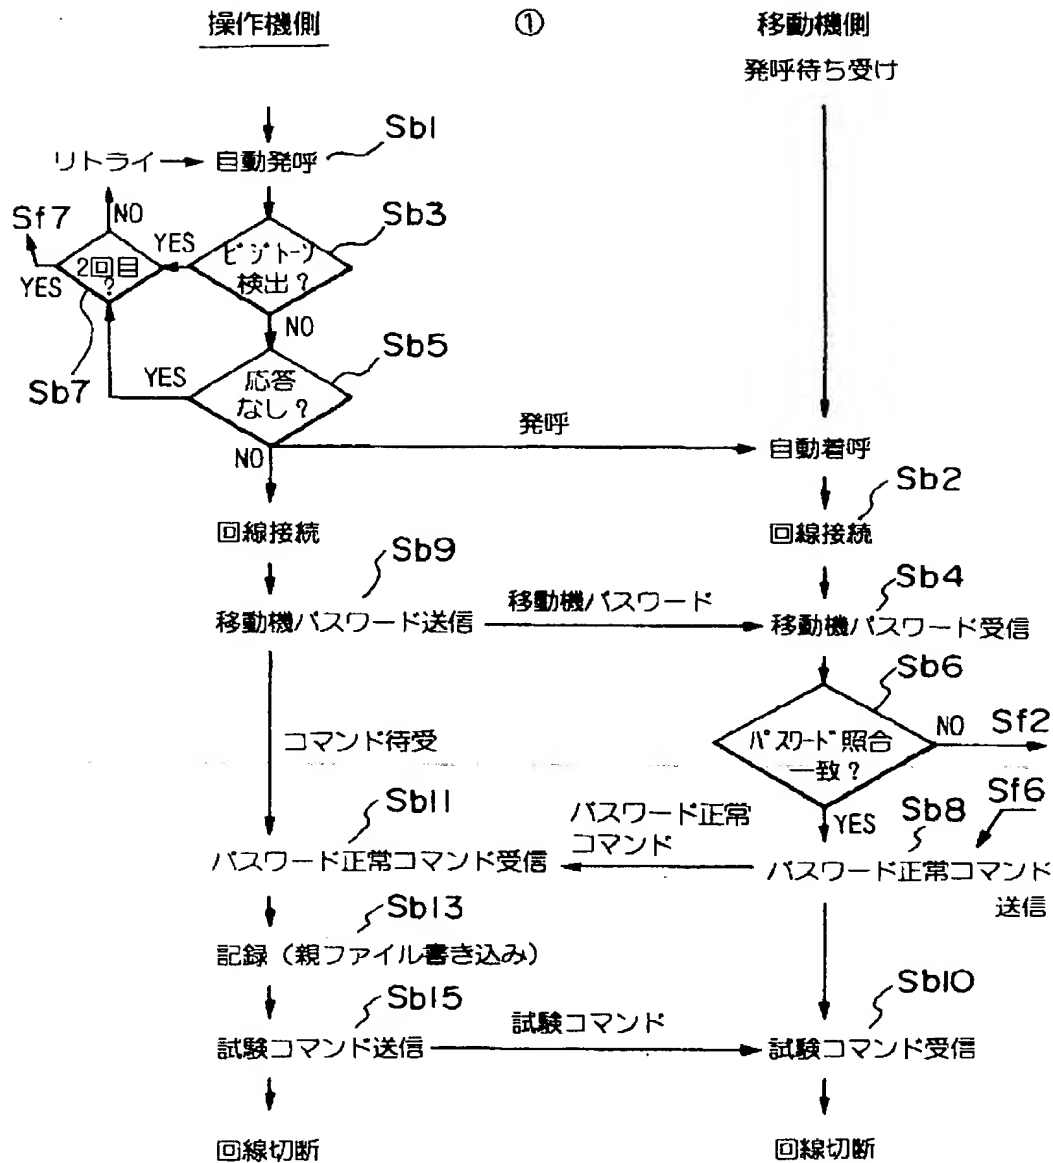 操作機側
①
移動機側
発呼待ち受け
Sb1
リトライ
自動発呼
Sf7
NO
Sb3
YES
ビジトーン
検出?
2回目
?
YES
NO
Sb5
Sb7
YES
応答
なし?
発呼
NO
自動着呼
Sb2
回線接続
回線接続
Sb9
Sb4
移動機パスワード
移動機パスワード送信
移動機パスワード受信
Sb6
コマンド待受
パスワード照合
一致?
NO
Sf2
Sb11
パスワード正常
コマンド
YES
Sb8
Sf6
パスワード正常コマンド受信
パスワード正常コマンド
送信
Sb13
記録(親ファイル書き込み)
Sb15
Sb10
試験コマンド
試験コマンド送信
試験コマンド受信
回線切断
回線切断